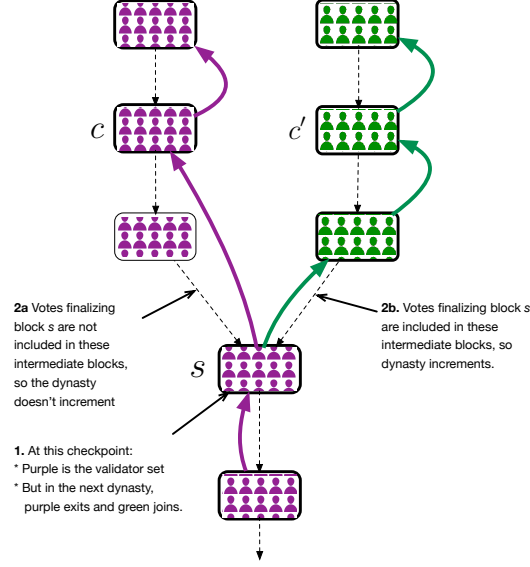 c
c′
2a Votes finalizing
block s are not
included in these
intermediate blocks,
so the dynasty
doesn't increment
2b. Votes finalizing block s
are included in these
intermediate blocks, so
dynasty increments.
s
1. At this checkpoint:
* Purple is the validator set
* But in the next dynasty,
purple exits and green joins.